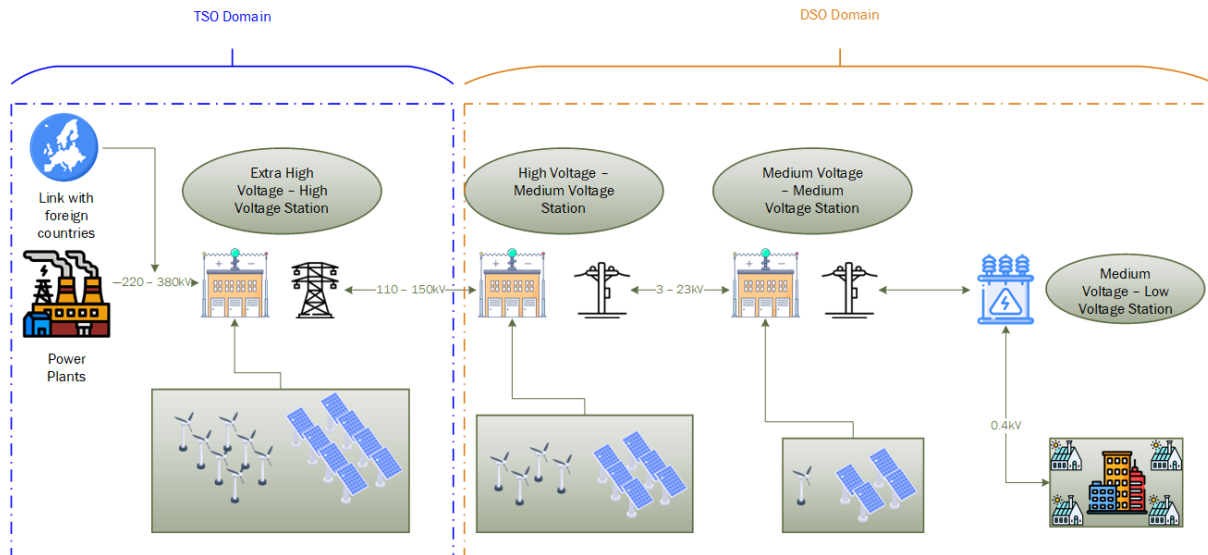 TSO Domain
DSO Domain
Link with
foreign
countries
Extra High
Voltage – High
Voltage Station
High Voltage –
Medium Voltage
Station
Medium Voltage
– Medium
Voltage Station
Medium
Voltage – Low
Voltage Station
220 – 380kV
110 – 150kV
3 – 23kV
Power
Plants
0.4kV